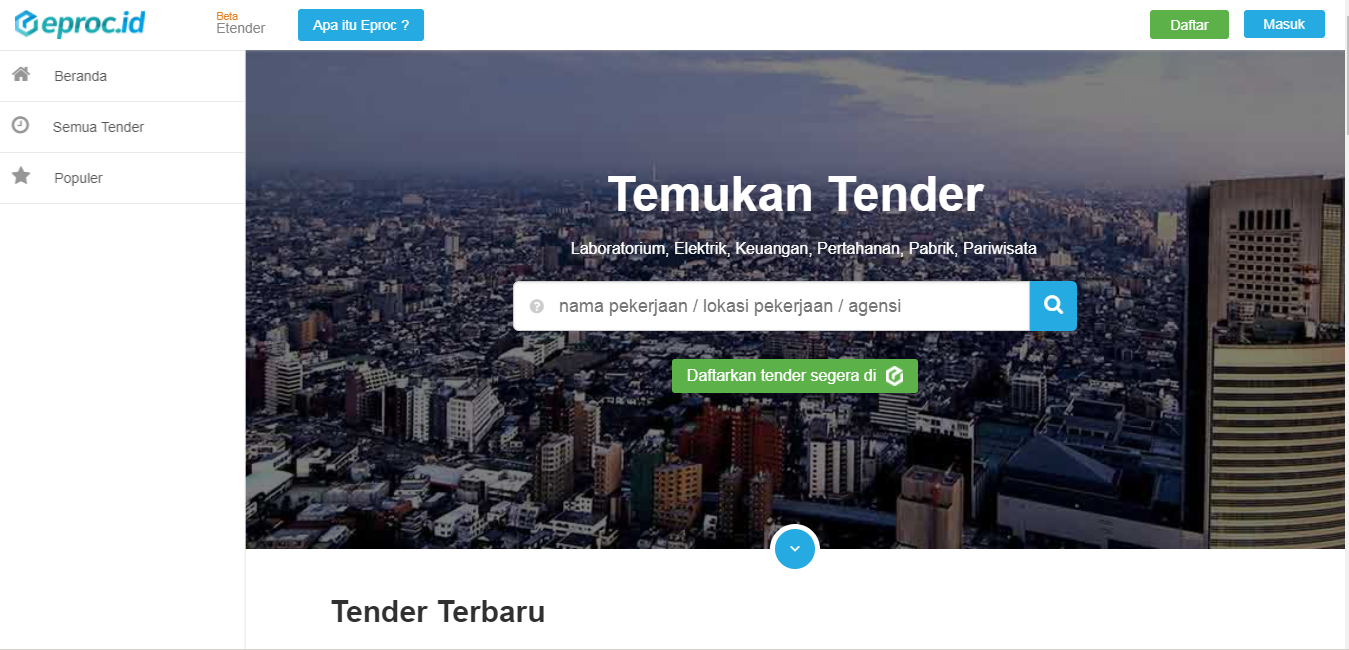 eproc.id
Beta
Etender
Apa itu Eproc ?
Daftar
Masuk
Beranda
Semua Tender
Populer
Temukan Tender
Laboratorium, Elektrik, Keuangan, Pertahanan, Pabrik, Pariwisata
? nama pekerjaan / lokasi pekerjaan / agensi
Daftarkan tender segera di
Tender Terbaru